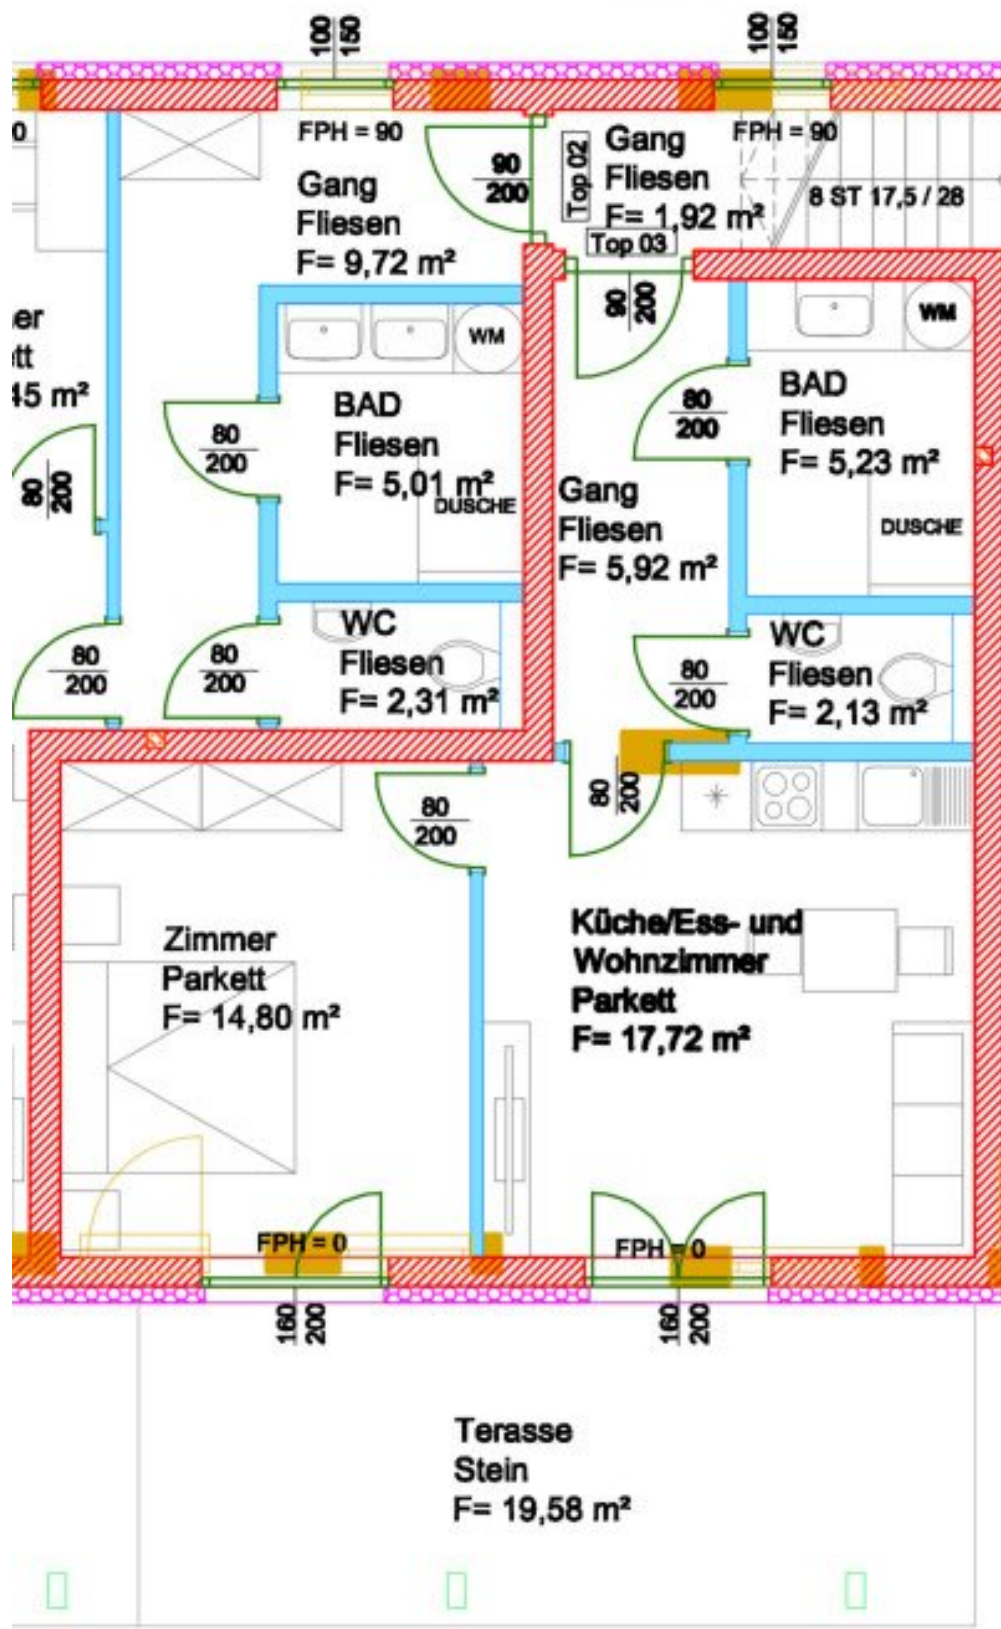 100
150
100
150
0
FPH = 90
Gang
Fliesen
F= 9,72 m²
90
200
Top 02
Gang
Fliesen
F= 1,92 m²
Top 03
FPH = 90
8 ST 17,5 / 28
90
200
er
tt
,45 m²
80
200
WM
BAD
Fliesen
F= 5,01 m²
DUSCHE
80
200
WM
BAD
Fliesen
F= 5,23 m²
DUSCHE
80
200
Gang
Fliesen
F= 5,92 m²
80
200
80
200
WC
Fliesen
F= 2,31 m²
80
200
WC
Fliesen
F= 2,13 m²
80
200
80
200
Zimmer
Parkett
F= 14,80 m²
Küche/Ess- und
Wohnzimmer
Parkett
F= 17,72 m²
FPH = 0
FPH = 0
160
200
160
200
Terasse
Stein
F= 19,58 m²